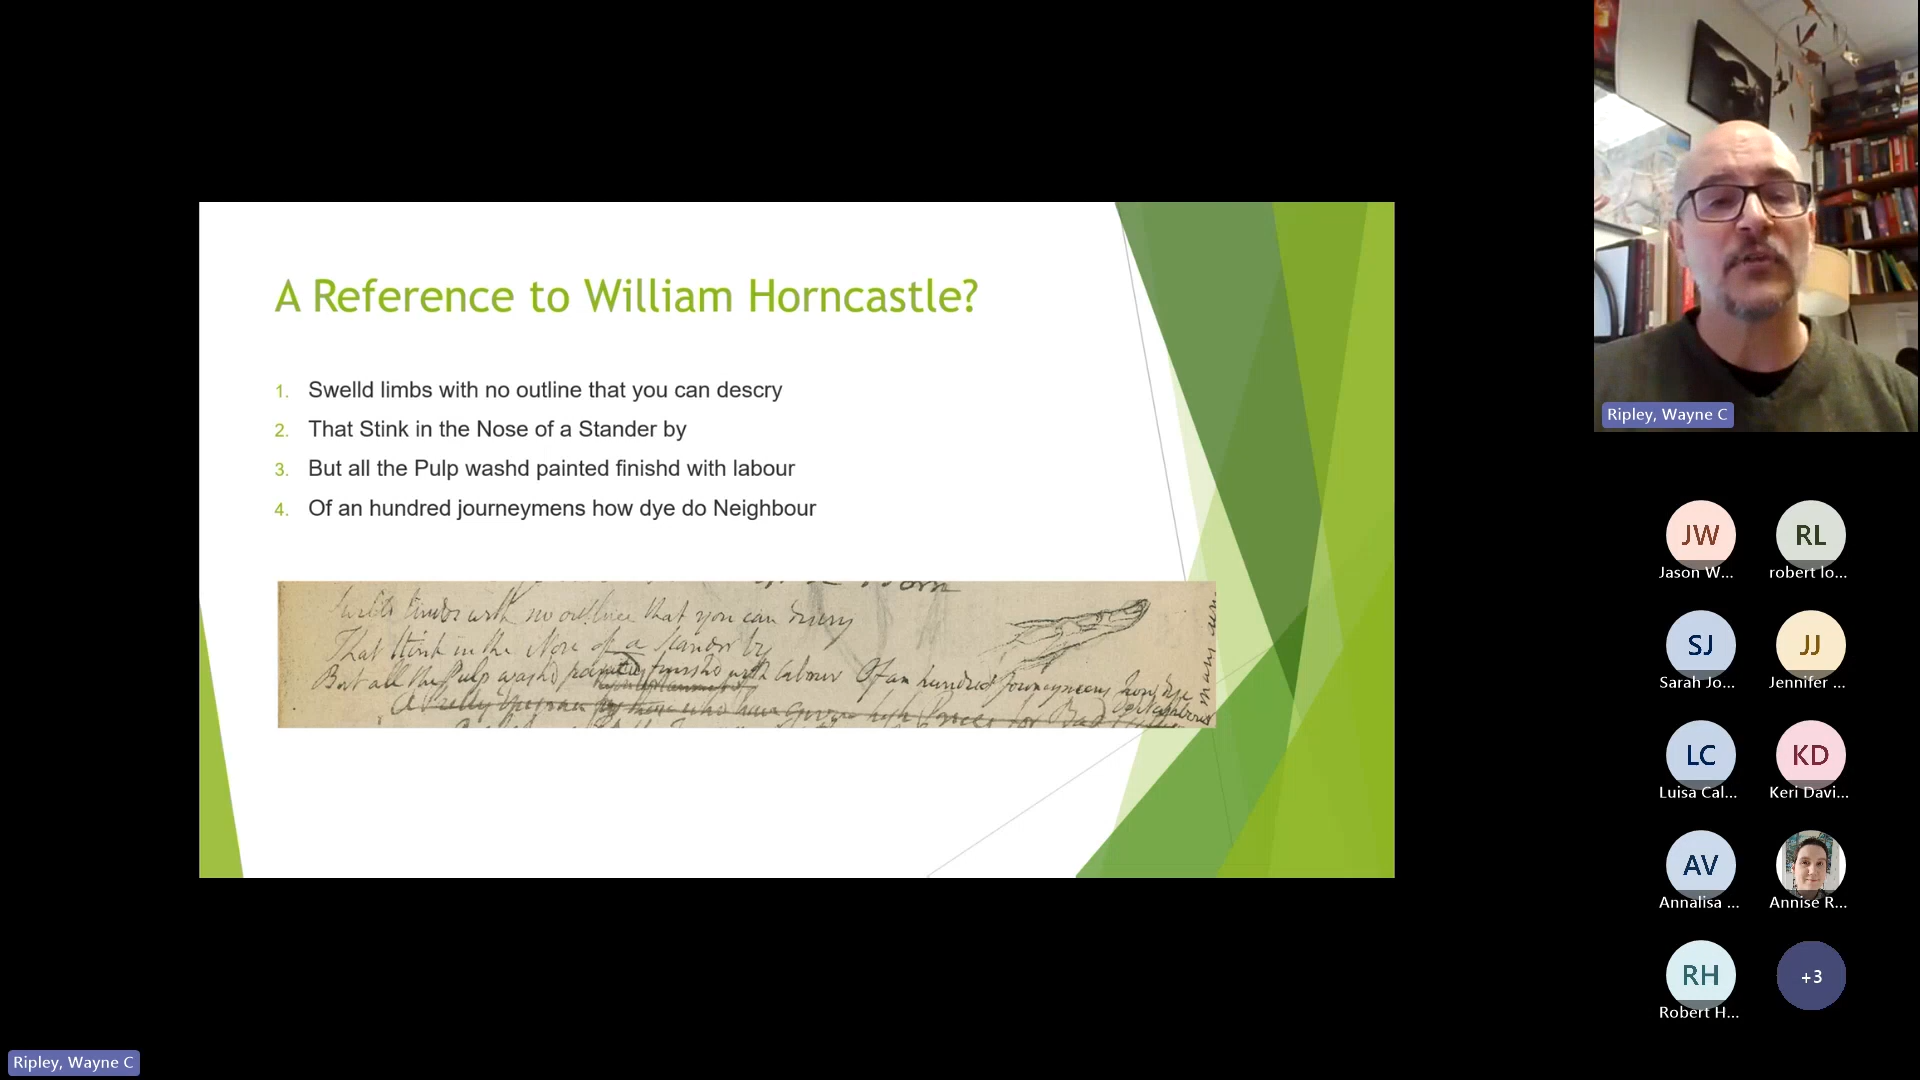 A Reference to William Horncastle?
1. Swelld limbs with no outline that you can descry
2. That Stink in the Nose of a Stander by
3. But all the Pulp washd painted finishd with labour
4. Of an hundred journeymens how dye do Neighbour
Born
Swelld limbs with no outline that you can descry
That Stink in the Nose of a Stander by
But all the Pulp washd painted finishd with labour Of an hundred journeymens how dye
do Neighbour
many
Ripley, Wayne C
JW
Jason W...
RL
robert lo...
SJ
Sarah Jo...
JJ
Jennifer ...
LC
Luisa Cal...
KD
Keri Davi...
AV
Annalisa ...
Annise R...
RH
Robert H...
+3
Ripley, Wayne C